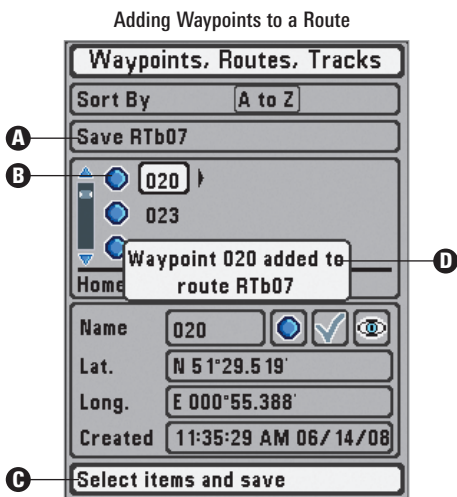 Adding Waypoints to a Route
Waypoints, Routes, Tracks
Sort By A to Z
A
Save RTb07
B
020
023
Waypoint 020 added to
route RTb07
D
Home
Name 020
Lat. N 51°29.519'
Long. E 000°55.388'
Created 11:35:29 AM 06/14/08
C
Select items and save